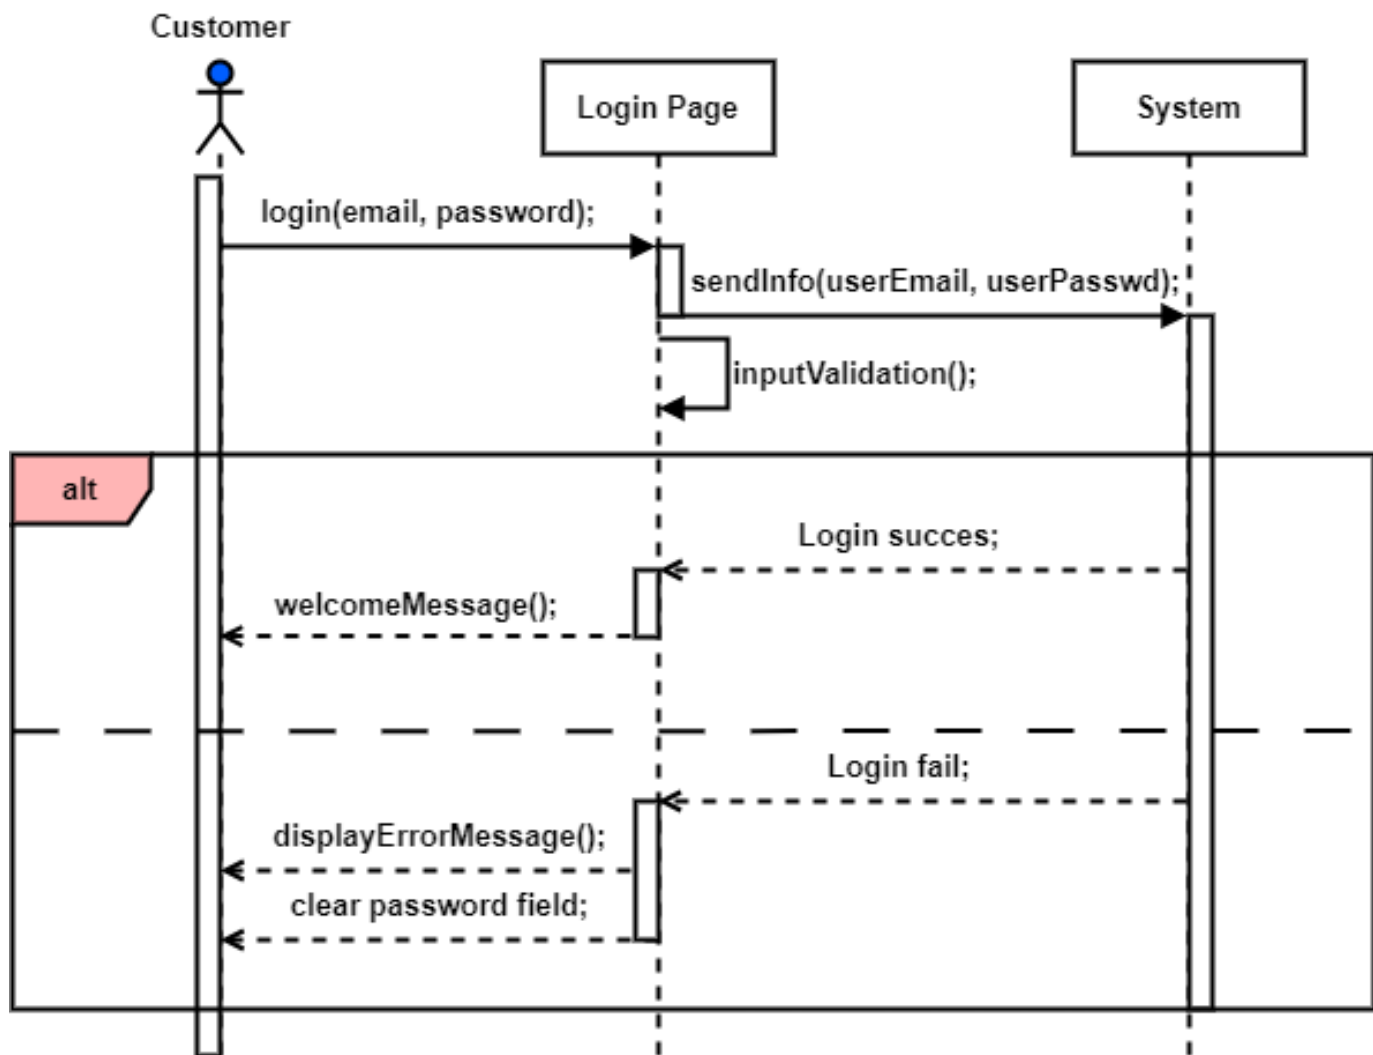 Customer
Login Page
System
login(email, password);
sendInfo(userEmail, userPasswd);
inputValidation();
alt
Login succes;
welcomeMessage();
Login fail;
displayErrorMessage();
clear password field;